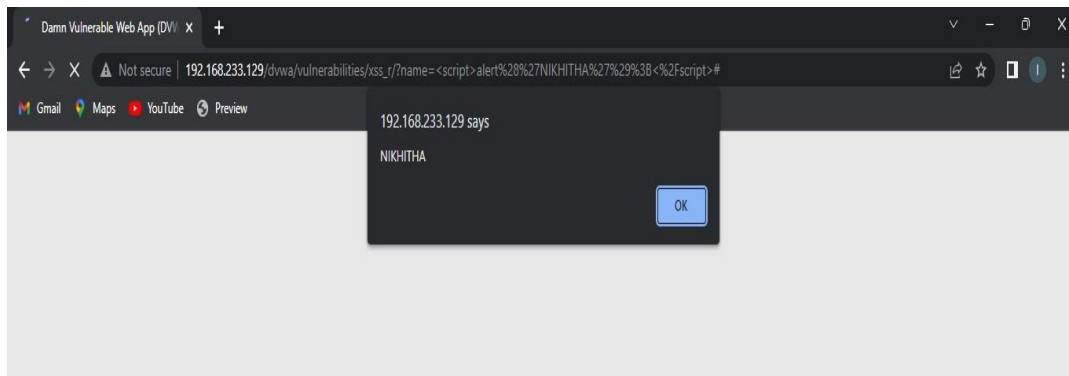 Damn Vulnerable Web App (DVW
Not secure | 192.168.233.129/dvwa/vulnerabilities/xss_r/?name=<script>alert%28%27NIKHITHA%27%29%3B<%2Fscript>#
Gmail Maps YouTube Preview
192.168.233.129 says
NIKHITHA
OK